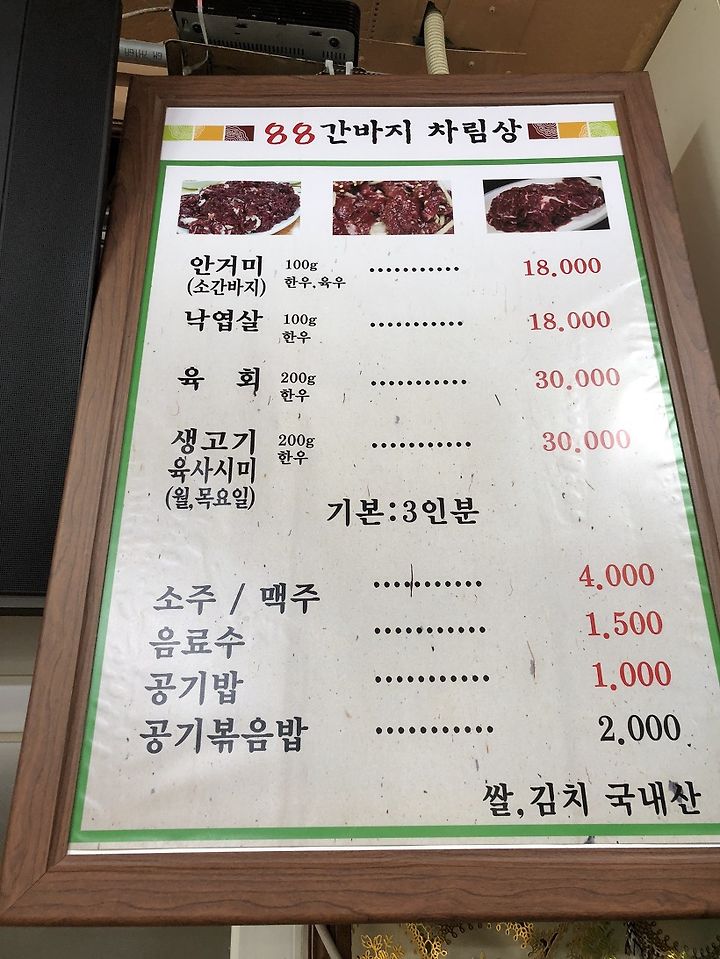 88간바지 차림상
안거미 100g ············ 18.000
(소간바지) 한우,육우
낙엽살 100g ············ 18.000
한우
육 회 200g ············ 30.000
한우
생고기 200g ············ 30.000
육사시미 한우
(월,목요일)
기본:3인분
소주 / 맥주 ············ 4.000
음료수 ············ 1.500
공기밥 ············ 1.000
공기볶음밥 ············ 2.000
쌀,김치 국내산